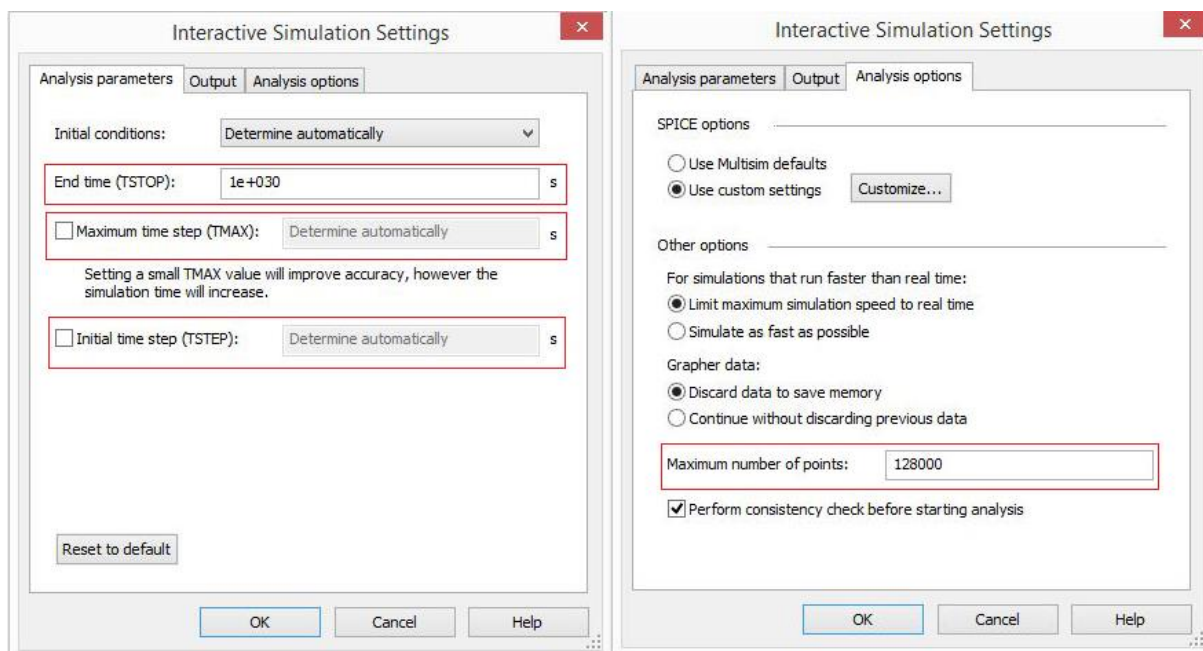 Interactive Simulation Settings
Analysis parameters Output Analysis options
Initial conditions: Determine automatically
End time (TSTOP): 1e+030 s
Maximum time step (TMAX): Determine automatically s
Setting a small TMAX value will improve accuracy, however the
simulation time will increase.
Initial time step (TSTEP): Determine automatically s
Reset to default
OK Cancel Help
Interactive Simulation Settings
Analysis parameters Output Analysis options
SPICE options
Use Multisim defaults
Use custom settings Customize...
Other options
For simulations that run faster than real time:
Limit maximum simulation speed to real time
Simulate as fast as possible
Grapher data:
Discard data to save memory
Continue without discarding previous data
Maximum number of points: 128000
Perform consistency check before starting analysis
OK Cancel Help